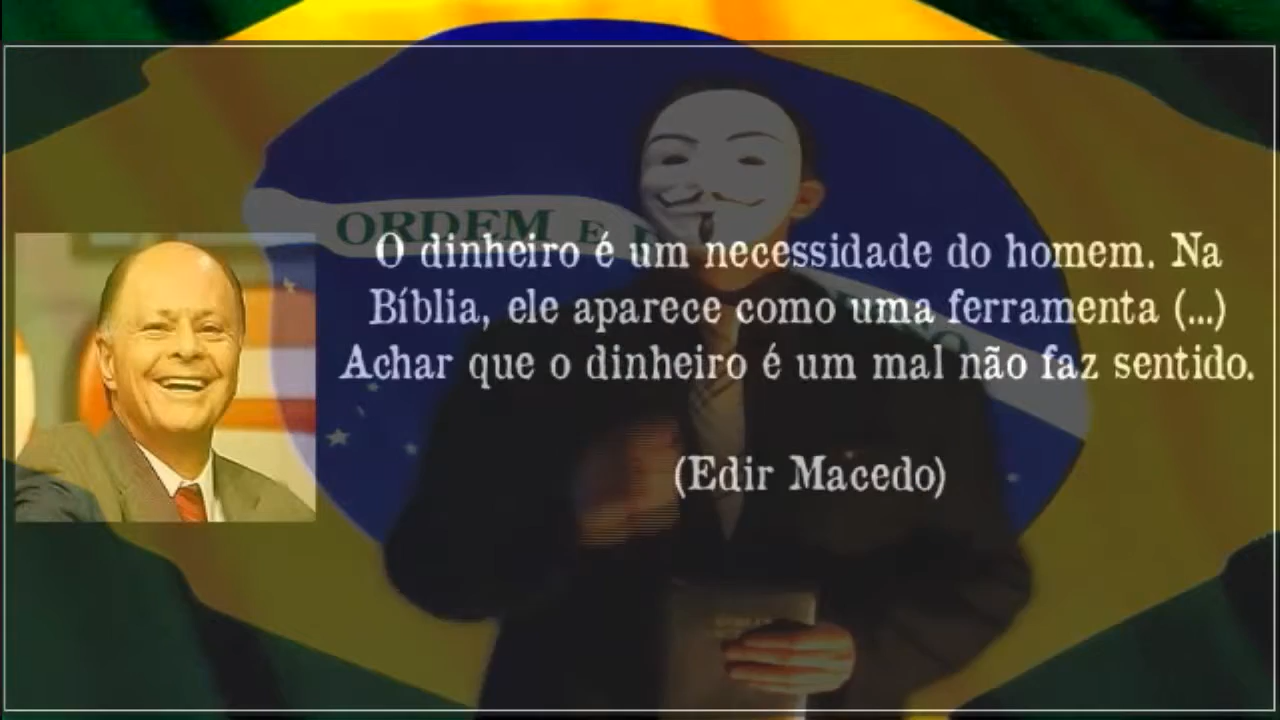 ORDEM E
O dinheiro é um necessidade do homem. Na
Bíblia, ele aparece como uma ferramenta (...)
Achar que o dinheiro é um mal não faz sentido.
(Edir Macedo)